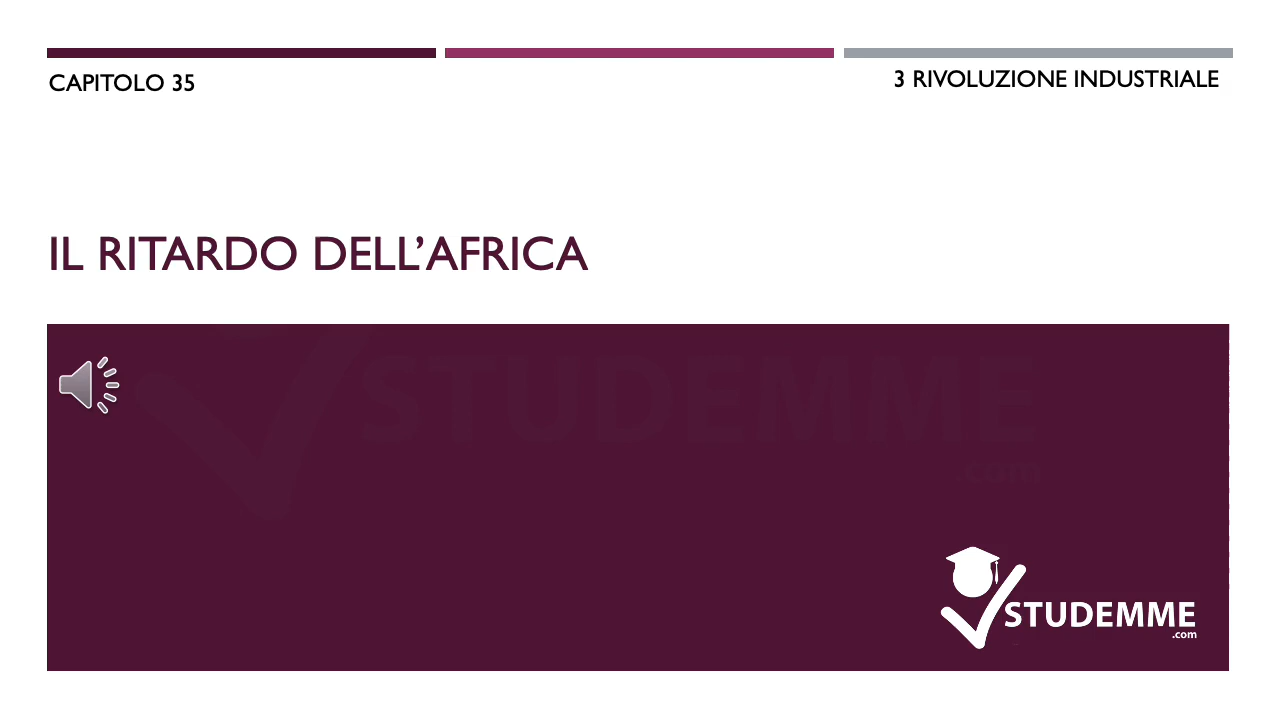 CAPITOLO 35
3 RIVOLUZIONE INDUSTRIALE
IL RITARDO DELL’AFRICA
STUDEMME
.com
STUDEMME
.com